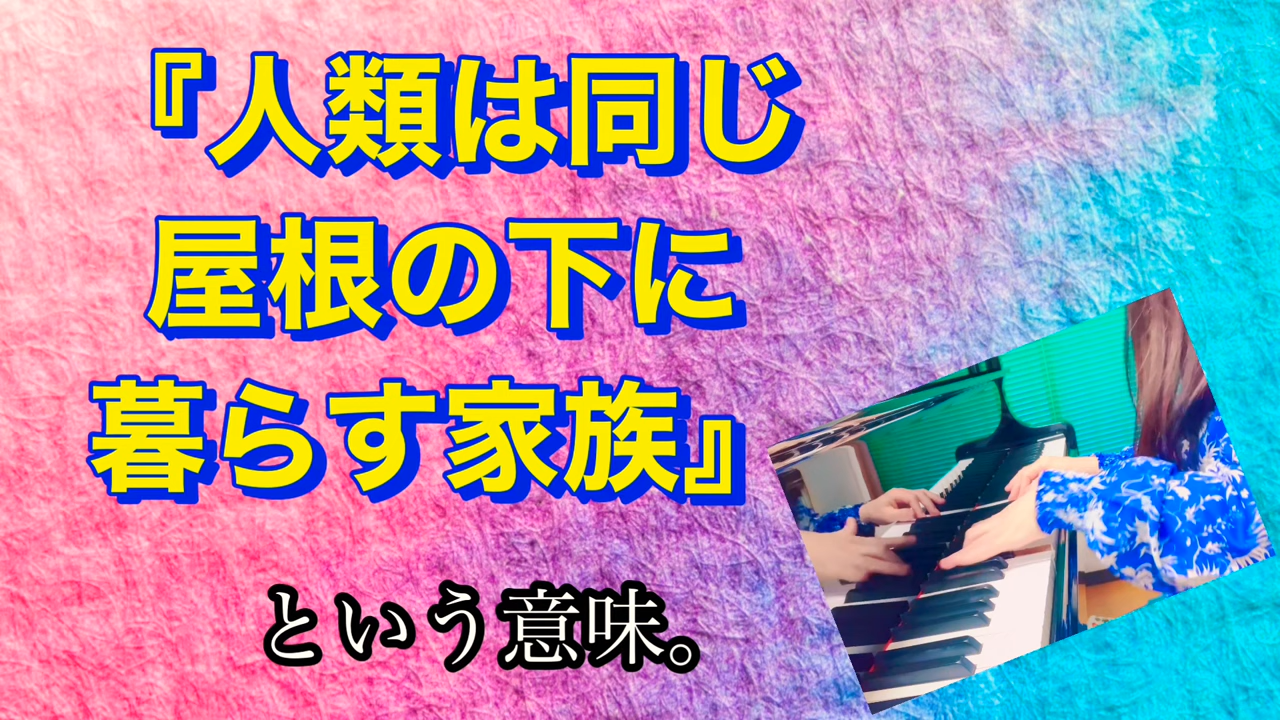 『人類は同じ
屋根の下に
暮らす家族』
という意味。